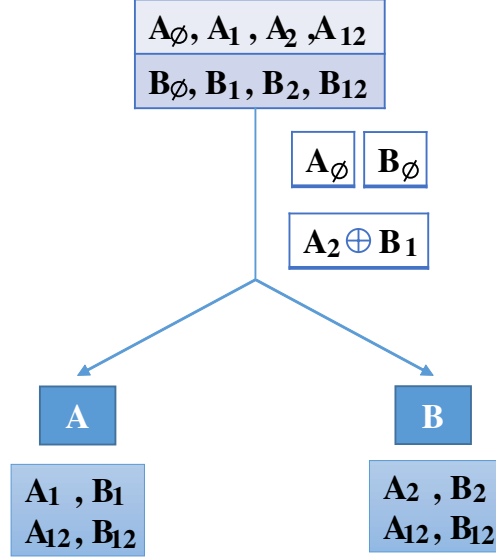 A∅, A₁ , A₂ ,A₁₂
B∅, B₁ , B₂ , B₁₂
A∅ B∅
A₂ ⊕ B₁
A B
A₁ , B₁
A₁₂, B₁₂
A₂ , B₂
A₁₂, B₁₂